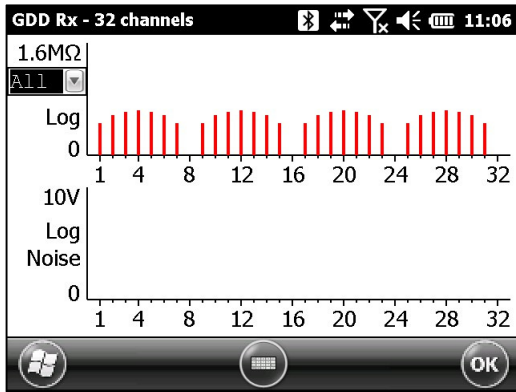 GDD Rx - 32 channels 11:06
1.6MΩ
All
Log
0
1 4 8 12 16 20 24 28 32
10V
Log
Noise
0
1 4 8 12 16 20 24 28 32
OK